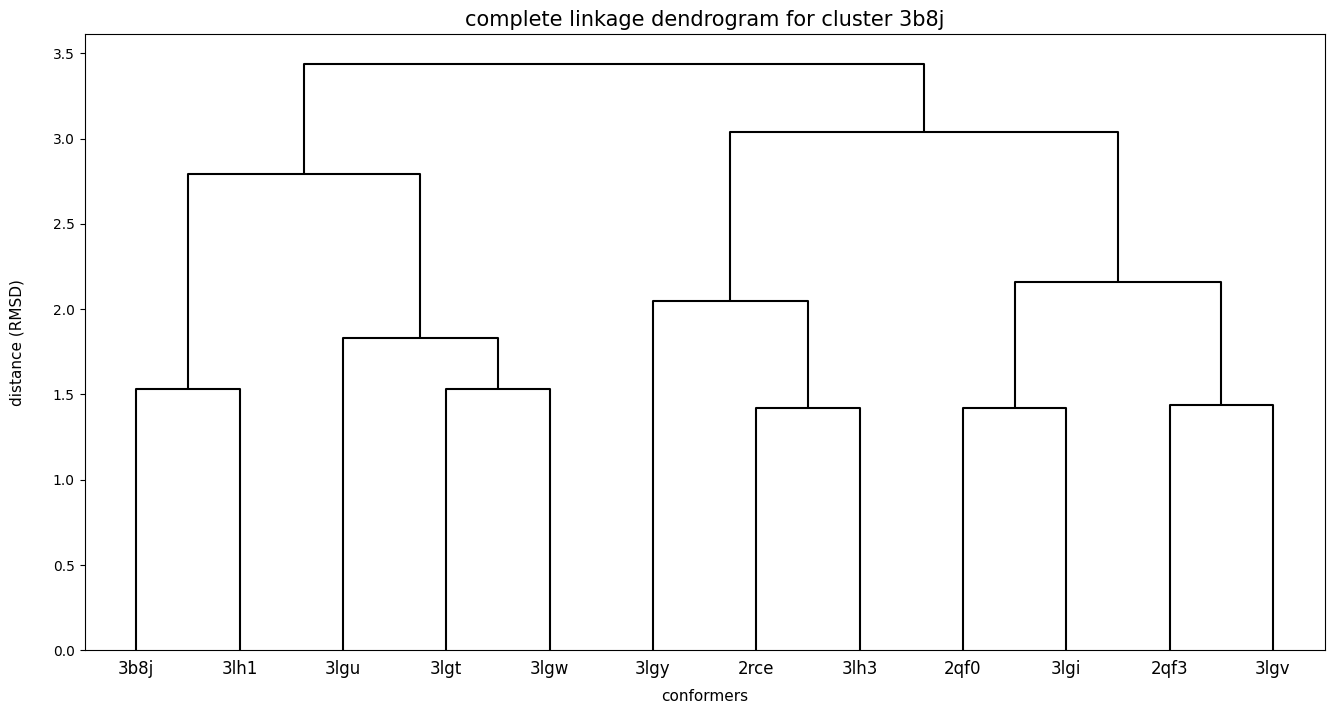 complete linkage dendrogram for cluster 3b8j
3.5
3.0
2.5
2.0
1.5
1.0
0.5
0.0
distance (RMSD)
3b8j 3lh1 3lgu 3lgt 3lgw 3lgy 2rce 3lh3 2qf0 3lgi 2qf3 3lgv
conformers